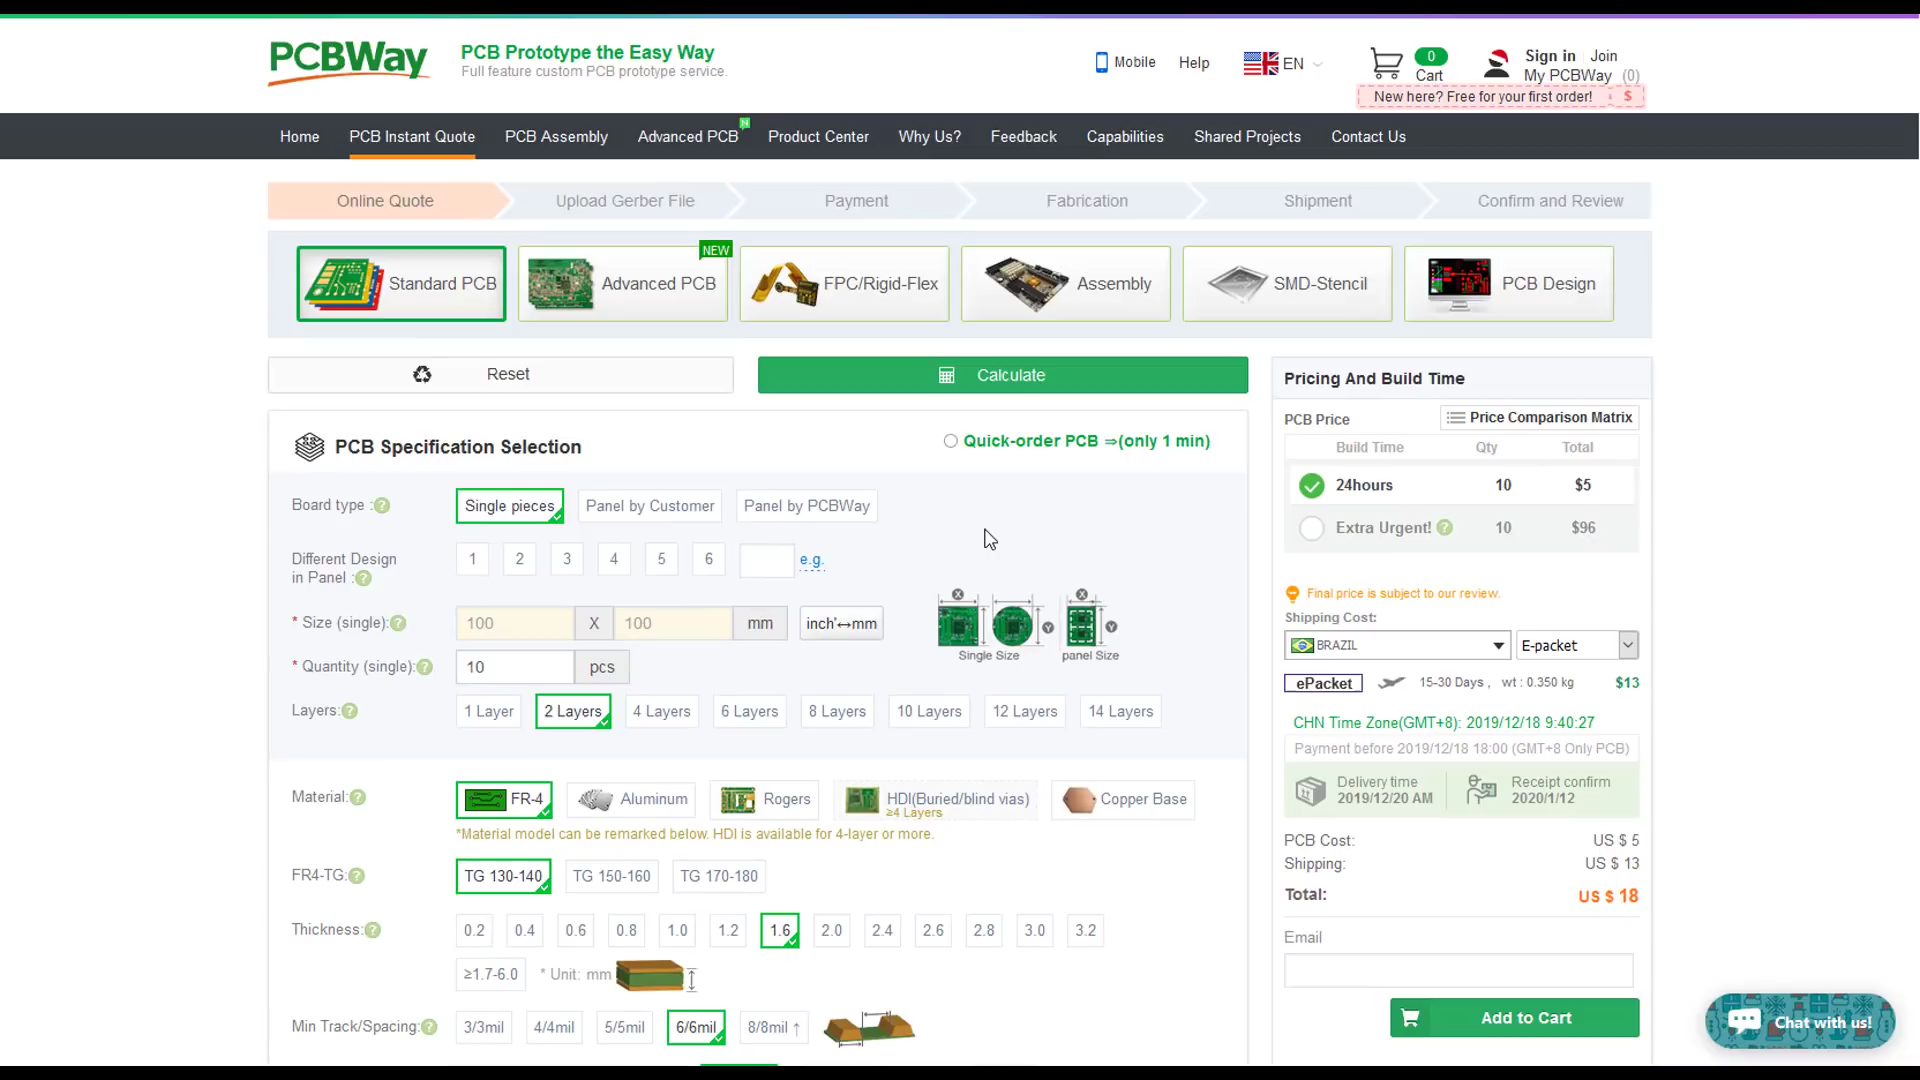 PCBWay
PCB Prototype the Easy Way
Full feature custom PCB prototype service.
Mobile
Help
EN
0
Cart
Sign in
Join
My PCBWay (0)
New here? Free for your first order! $
Home
PCB Instant Quote
PCB Assembly
Advanced PCB
N
Product Center
Why Us?
Feedback
Capabilities
Shared Projects
Contact Us
Online Quote
Upload Gerber File
Payment
Fabrication
Shipment
Confirm and Review
Standard PCB
NEW
Advanced PCB
FPC/Rigid-Flex
Assembly
SMD-Stencil
PCB Design
Reset
Calculate
PCB Specification Selection
Quick-order PCB ⇒(only 1 min)
Board type :?
Single pieces
Panel by Customer
Panel by PCBWay
Different Design
in Panel :?
1 2 3 4 5 6
e.g.
* Size (single):?
100 X 100 mm
inch'↔mm
X X
Y Y
Single Size
panel Size
* Quantity (single):?
10 pcs
Layers:?
1 Layer
2 Layers
4 Layers
6 Layers
8 Layers
10 Layers
12 Layers
14 Layers
Material:?
FR-4
Aluminum
Rogers
HDI(Buried/blind vias)
≥4 Layers
Copper Base
*Material model can be remarked below. HDI is available for 4-layer or more.
FR4-TG:?
TG 130-140
TG 150-160
TG 170-180
Thickness:?
0.2 0.4 0.6 0.8 1.0 1.2 1.6 2.0 2.4 2.6 2.8 3.0 3.2
≥1.7-6.0
* Unit: mm
Min Track/Spacing:?
3/3mil
4/4mil
5/5mil
6/6mil
8/8mil ↑
Pricing And Build Time
PCB Price
Price Comparison Matrix
Build Time Qty Total
24hours 10 $5
Extra Urgent! ? 10 $96
Final price is subject to our review.
Shipping Cost:
BRAZIL
E-packet
ePacket
15-30 Days , wt : 0.350 kg
$13
CHN Time Zone(GMT+8): 2019/12/18 9:40:27
Payment before 2019/12/18 18:00 (GMT+8 Only PCB)
Delivery time
2019/12/20 AM
Receipt confirm
2020/1/12
PCB Cost: US $ 5
Shipping: US $ 13
Total: US $ 18
Email
Add to Cart
Chat with us!